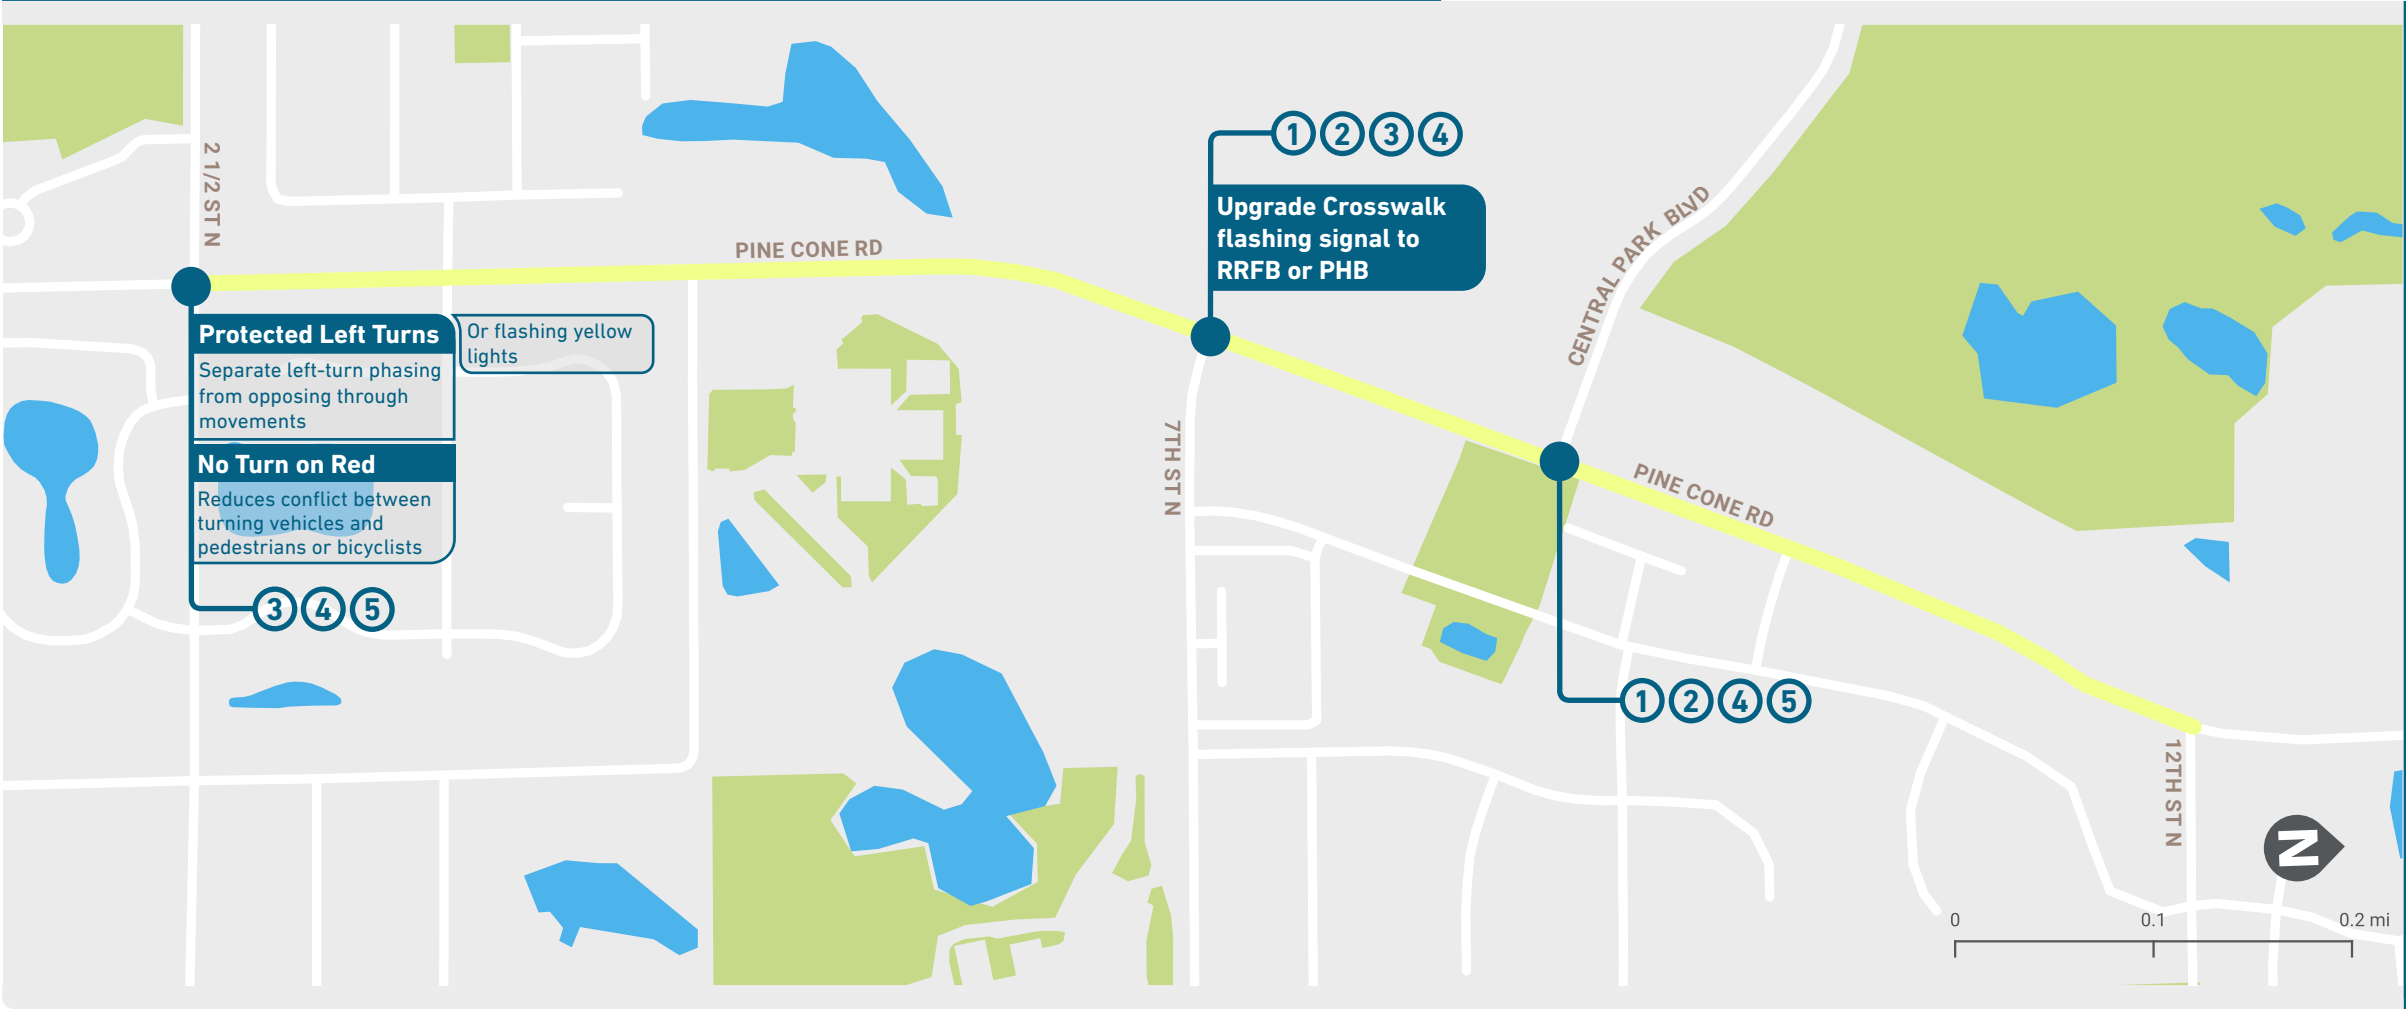 2 1/2 ST N
PINE CONE RD
1 2 3 4
Upgrade Crosswalk
flashing signal to
RRFB or PHB
CENTRAL PARK BLVD
Protected Left Turns
Separate left-turn phasing
from opposing through
movements
Or flashing yellow
lights
No Turn on Red
Reduces conflict between
turning vehicles and
pedestrians or bicyclists
3 4 5
7TH ST N
PINE CONE RD
1 2 4 5
12TH ST N
N
0 0.1 0.2 mi